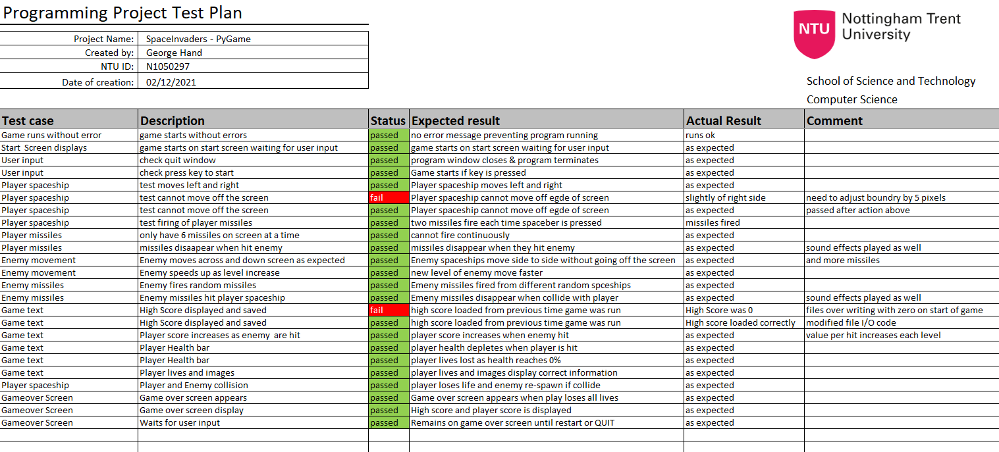 Programming Project Test Plan
NTU Nottingham Trent
University
Project Name: SpaceInvaders - PyGame
Created by: George Hand
NTU ID: N1050297
Date of creation: 02/12/2021
School of Science and Technology
Computer Science
Test case Description Status Expected result Actual Result Comment
Game runs without error game starts without errors passed no error message preventing program running runs ok
Start Screen displays game starts on start screen waiting for user input passed game starts on start screen waiting for user input as expected
User input check quit window passed program window closes & program terminates as expected
User input check press key to start passed Game starts if key is pressed as expected
Player spaceship test moves left and right passed Player spaceship moves left and right as expected
Player spaceship test cannot move off the screen fail Player spaceship cannot move off egde of screen slightly of right side need to adjust boundry by 5 pixels
Player spaceship test cannot move off the screen passed Player spaceship cannot move off egde of screen as expected passed after action above
Player spaceship test firing of player missiles passed two missiles fire each time spaceber is pressed missiles fired
Player missiles only have 6 missiles on screen at a time passed cannot fire continuously as expected
Player missiles missiles disaapear when hit enemy passed missiles disappear when they hit enemy as expected sound effects played as well
Enemy movement Enemy moves across and down screen as expected passed Enemy spaceships move side to side without going off the screen as expected and more missiles
Enemy movement Enemy speeds up as level increase passed new level of enemy move faster as expected
Enemy missiles Enemy fires random missiles passed Emeny missiles fired from different random spceships as expected
Enemy missiles Enemy missiles hit player spaceship passed Emeny missiles disappear when collide with player as expected sound effects played as well
Game text High Score displayed and saved fail high score loaded from previous time game was run High Score was 0 files over writing with zero on start of game
Game text High Score displayed and saved passed high score loaded from previous time game was run High score loaded correctly modified file I/O code
Game text Player score increases as enemy are hit passed player score increases when enemy hit as expected value per hit increases each level
Game text Player Health bar passed player health depletes when player is hit as expected
Game text Player Health bar passed player lives lost as health reaches 0% as expected
Game text Player lives and images passed player lives and images display correct information as expected
Player spaceship Player and Enemy collision passed player loses life and enemy re-spawn if collide as expected
Gameover Screen Game over screen appears passed Game over screen appears when play loses all lives as expected
Gameover Screen Game over screen display passed High score and player score is displayed as expected
Gameover Screen Waits for user input passed Remains on game over screen until restart or QUIT as expected